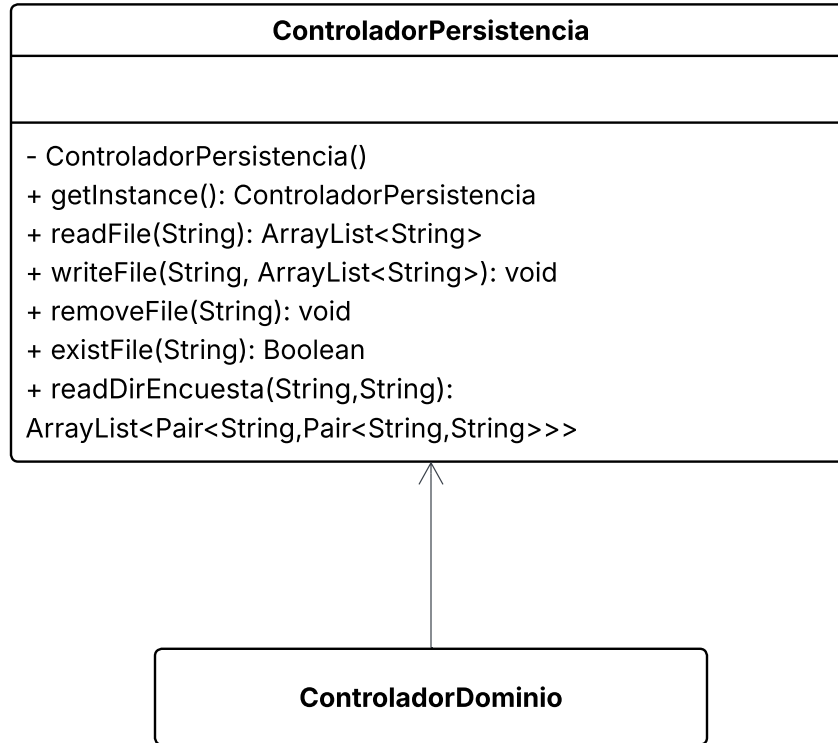 ControladorPersistencia
- ControladorPersistencia()
+ getInstance(): ControladorPersistencia
+ readFile(String): ArrayList<String>
+ writeFile(String, ArrayList<String>): void
+ removeFile(String): void
+ existFile(String): Boolean
+ readDirEncuesta(String,String):
ArrayList<Pair<String,Pair<String,String>>>
ControladorDominio